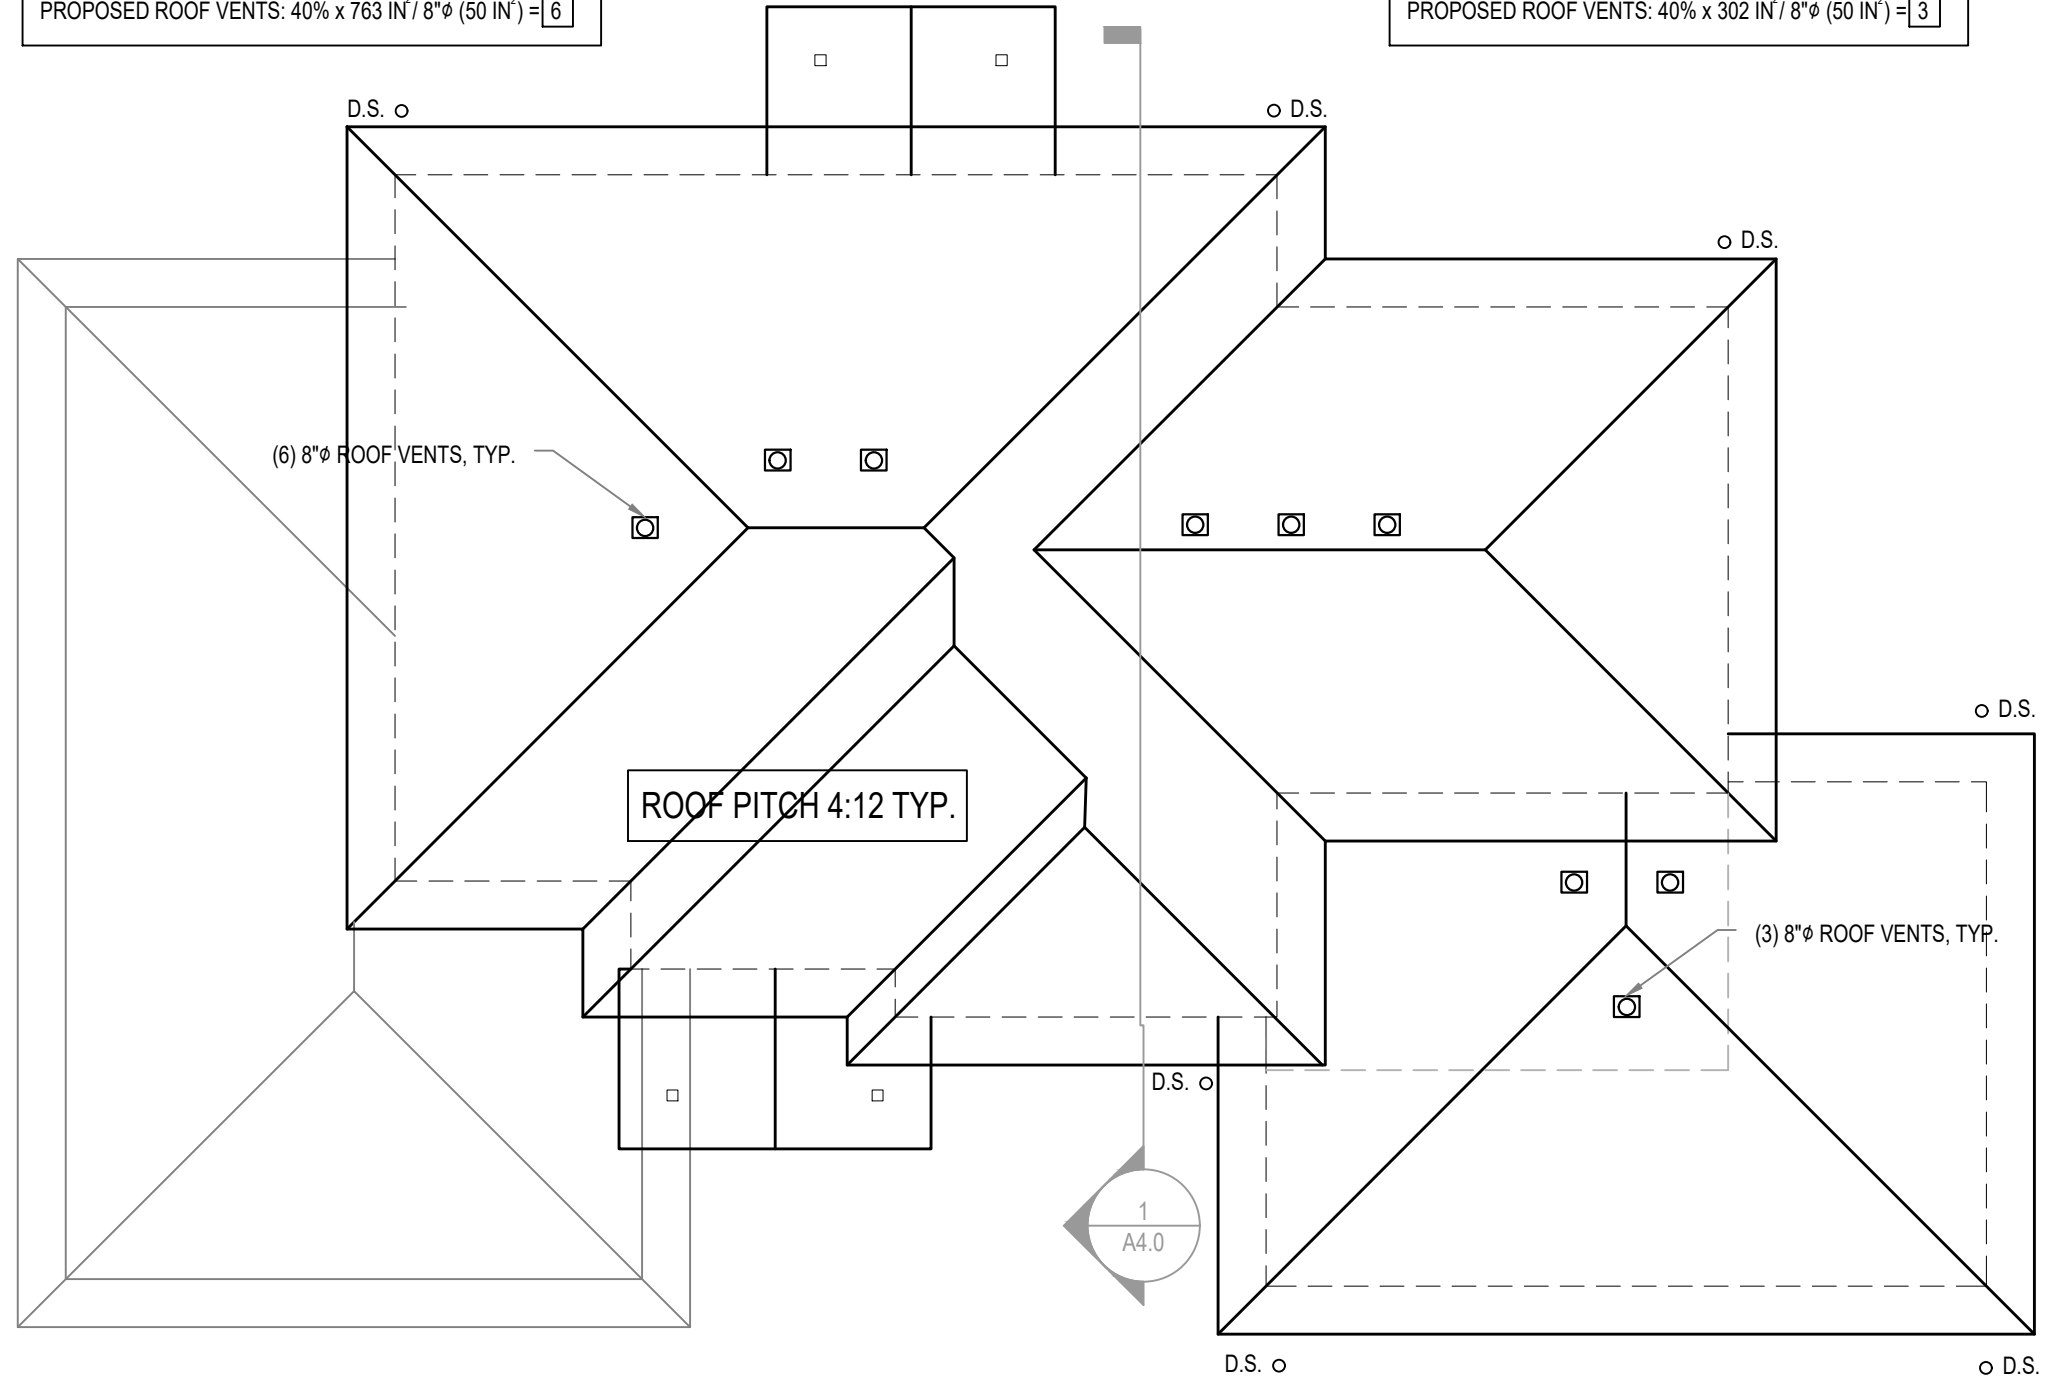 PROPOSED ROOF VENTS: 40% x 763 IN²/ 8"⌀ (50 IN²) = 6
PROPOSED ROOF VENTS: 40% x 302 IN²/ 8"⌀ (50 IN²) = 3
D.S.
D.S.
D.S.
(6) 8"⌀ ROOF VENTS, TYP.
D.S.
ROOF PITCH 4:12 TYP.
(3) 8"⌀ ROOF VENTS, TYP.
D.S.
1
A4.0
D.S.
D.S.